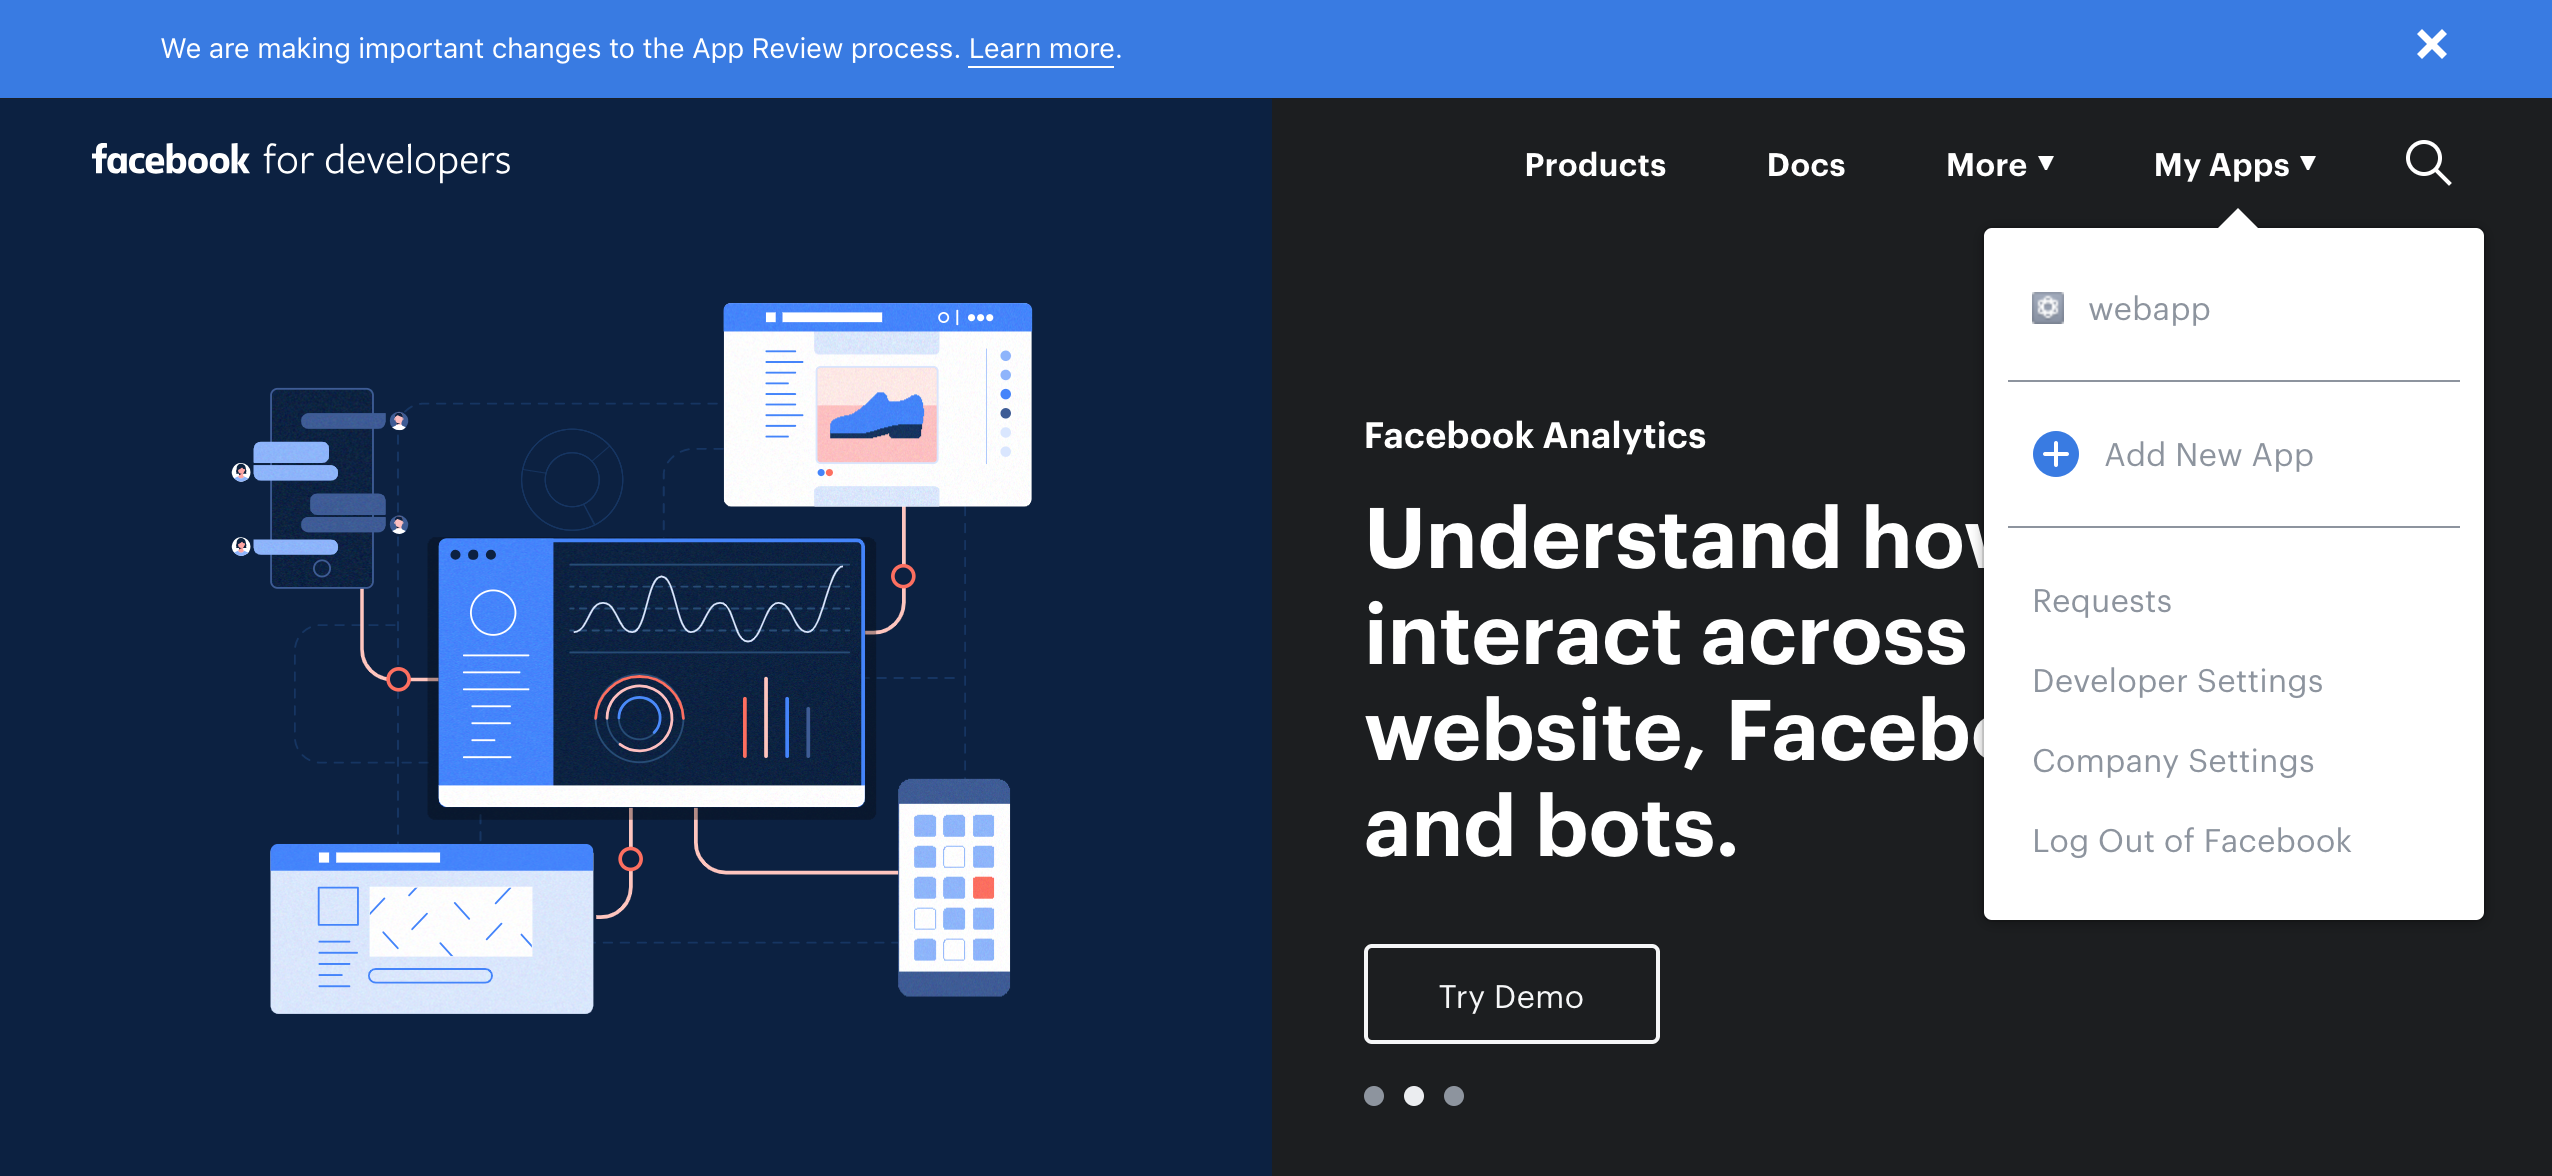 We are making important changes to the App Review process. Learn more.
facebook for developers
Products Docs More ▼ My Apps ▼
webapp
Add New App
Requests
Developer Settings
Company Settings
Log Out of Facebook
Facebook Analytics
Understand how
interact across
website,
and bots.
Try Demo